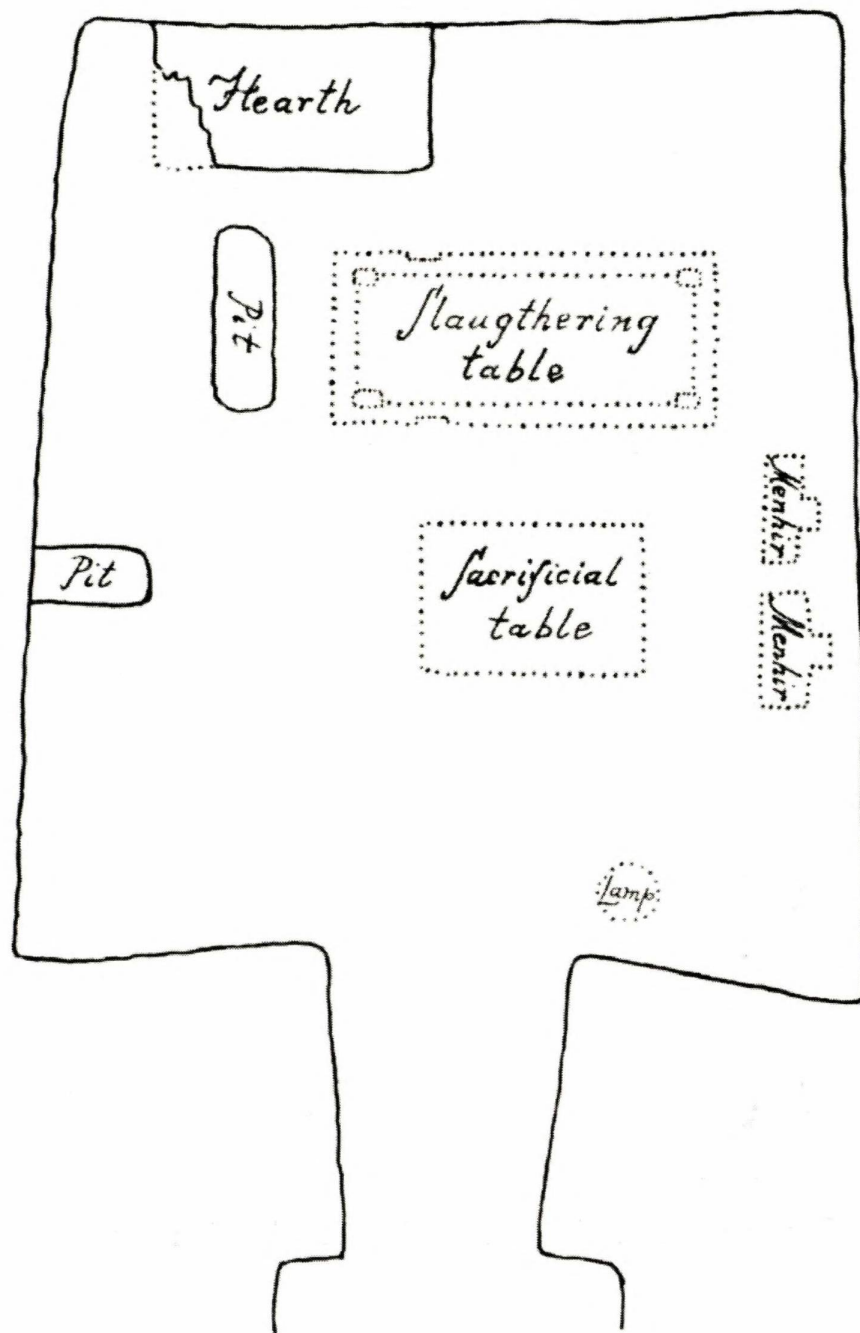 Hearth
Pit
Slaugthering
table
Menhir
Pit
Sacrificial
table
Menhir
Lamp